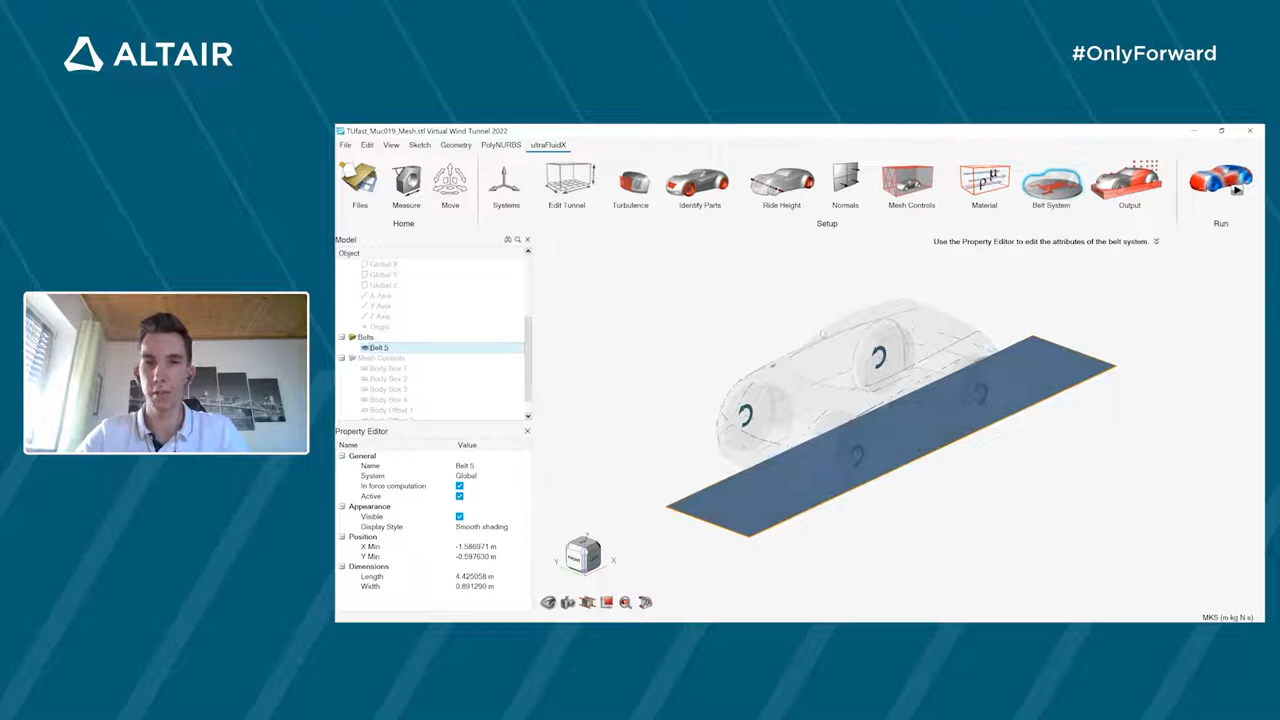 ALTAIR
#OnlyForward
TUfast_Muc019_Mesh.stl Virtual Wind Tunnel 2022
File Edit View Sketch Geometry PolyNURBS ultraFluidX
Files Measure Move Systems Edit Tunnel Turbulence Identify Parts Ride Height Normals Mesh Controls Material Belt System Output
Home Setup Run
Model
Use the Property Editor to edit the attributes of the belt system.
Object
Global X
Global Y
Global Z
X Axis
Y Axis
Z Axis
Origin
Belts
Belt 5
Mesh Controls
Body Box 1
Body Box 2
Body Box 3
Body Box 4
Body Offset 1
Property Editor
Name Value
General
Name Belt 5
System Global
In force computation
Active
Appearance
Visible
Display Style Smooth shading
Position
X Min -1.586971 m
Y Min -0.597630 m
Dimensions
Length 4.425058 m
Width 0.891290 m
Y X
FRONT
MKS (m kg N s)